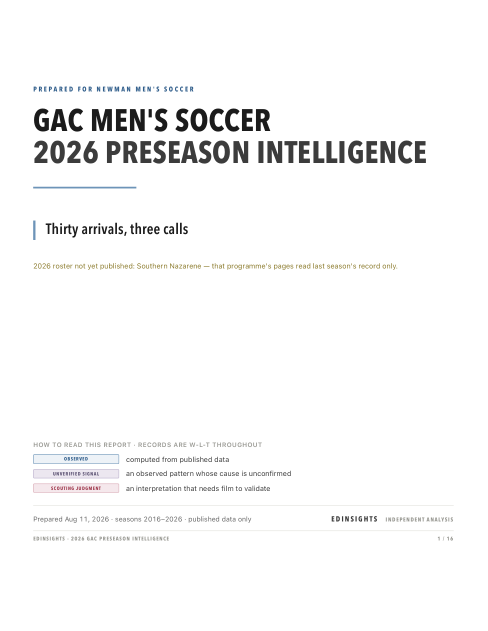 PREPARED FOR NEWMAN MEN'S SOCCER
GAC MEN'S SOCCER
2026 PRESEASON INTELLIGENCE
Thirty arrivals, three calls
2026 roster not yet published: Southern Nazarene — that programme's pages read last season's record only.
HOW TO READ THIS REPORT · RECORDS ARE W-L-T THROUGHOUT
OBSERVED computed from published data
UNVERIFIED SIGNAL an observed pattern whose cause is unconfirmed
SCOUTING JUDGMENT an interpretation that needs film to validate
Prepared Aug 11, 2026 · seasons 2016–2026 · published data only EDINSIGHTS INDEPENDENT ANALYSIS
EDINSIGHTS · 2026 GAC PRESEASON INTELLIGENCE 1 / 16